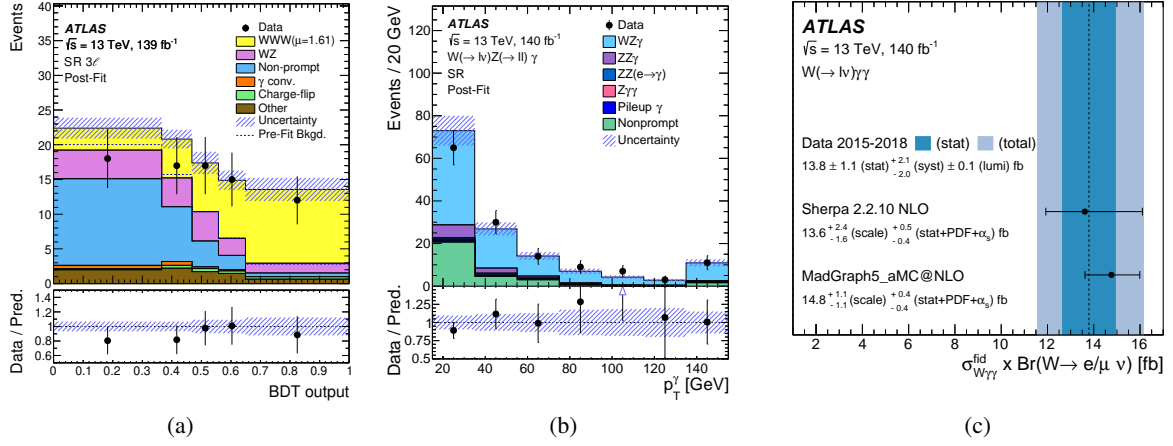 Events
40
35
30
25
20
15
10
5
0
ATLAS
√s = 13 TeV, 139 fb⁻¹
SR 3ℓ
Post-Fit
Data
WWW(μ=1.61)
WZ
Non-prompt
γ conv.
Charge-flip
Other
Uncertainty
Pre-Fit Bkgd.
Data / Pred.
1.4
1.2
1
0.8
0.6
0 0.1 0.2 0.3 0.4 0.5 0.6 0.7 0.8 0.9 1
BDT output
(a)
Events / 20 GeV
130
120
110
100
90
80
70
60
50
40
30
20
10
0
ATLAS
√s = 13 TeV, 140 fb⁻¹
W(→ lν)Z(→ ll) γ
SR
Post-Fit
Data
WZγ
ZZγ
ZZ(e→γ)
Zγγ
Pileup γ
Nonprompt
Uncertainty
Data / Pred.
1.25
1
0.75
0.5
20 40 60 80 100 120 140
p_T^γ [GeV]
(b)
ATLAS
√s = 13 TeV, 140 fb⁻¹
W(→ lν)γγ
Data 2015-2018 (stat) (total)
13.8 ± 1.1 (stat) +2.1 -2.0 (syst) ± 0.1 (lumi) fb
Sherpa 2.2.10 NLO
13.6 +2.4 -1.6 (scale) +0.5 -0.4 (stat+PDF+α_s) fb
MadGraph5_aMC@NLO
14.8 +1.1 -1.1 (scale) +0.4 -0.4 (stat+PDF+α_s) fb
2 4 6 8 10 12 14 16
σ^fid_Wγγ x Br(W→ e/μ ν) [fb]
(c)